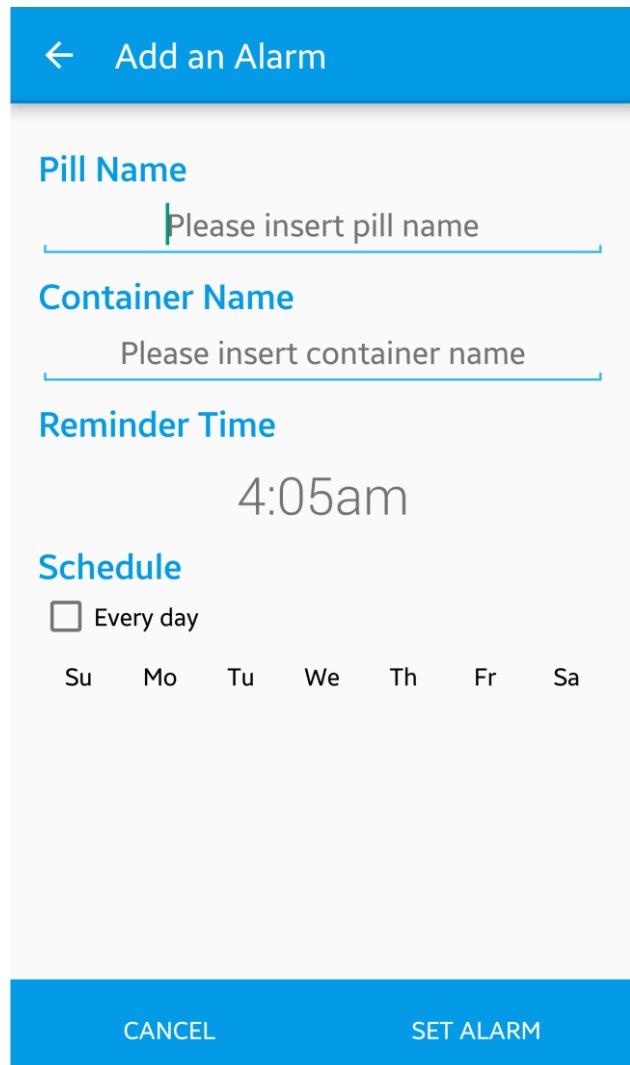 Add an Alarm
Pill Name
Please insert pill name
Container Name
Please insert container name
Reminder Time
4:05am
Schedule
Every day
Su Mo Tu We Th Fr Sa
CANCEL SET ALARM